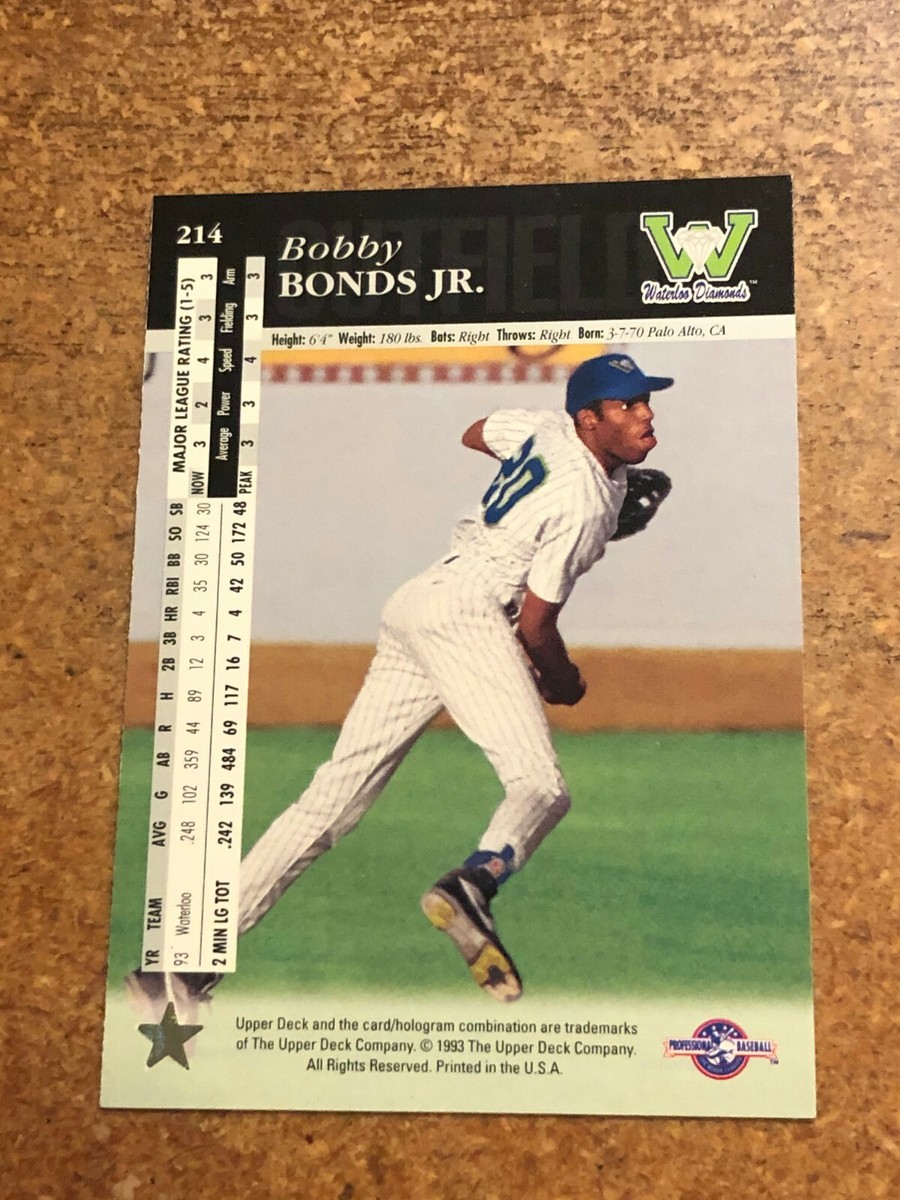 214
OUTFIELD
Bobby
BONDS JR.
Waterloo Diamonds™
Height: 6'4" Weight: 180 lbs. Bats: Right Throws: Right Born: 3-7-70 Palo Alto, CA
YR TEAM AVG G AB R H 2B 3B HR RBI BB SO SB
93 Waterloo .248 102 359 44 89 12 3 4 35 30 124 30
2 MIN LG TOT .242 139 484 69 117 16 7 4 42 50 172 48
MAJOR LEAGUE RATING (1-5)
NOW 3 2 4 3 3
Average Power Speed Fielding Arm
PEAK 3 3 4 3 3
20
Upper Deck and the card/hologram combination are trademarks
of The Upper Deck Company. © 1993 The Upper Deck Company.
All Rights Reserved. Printed in the U.S.A.
PROFESSIONAL BASEBALL